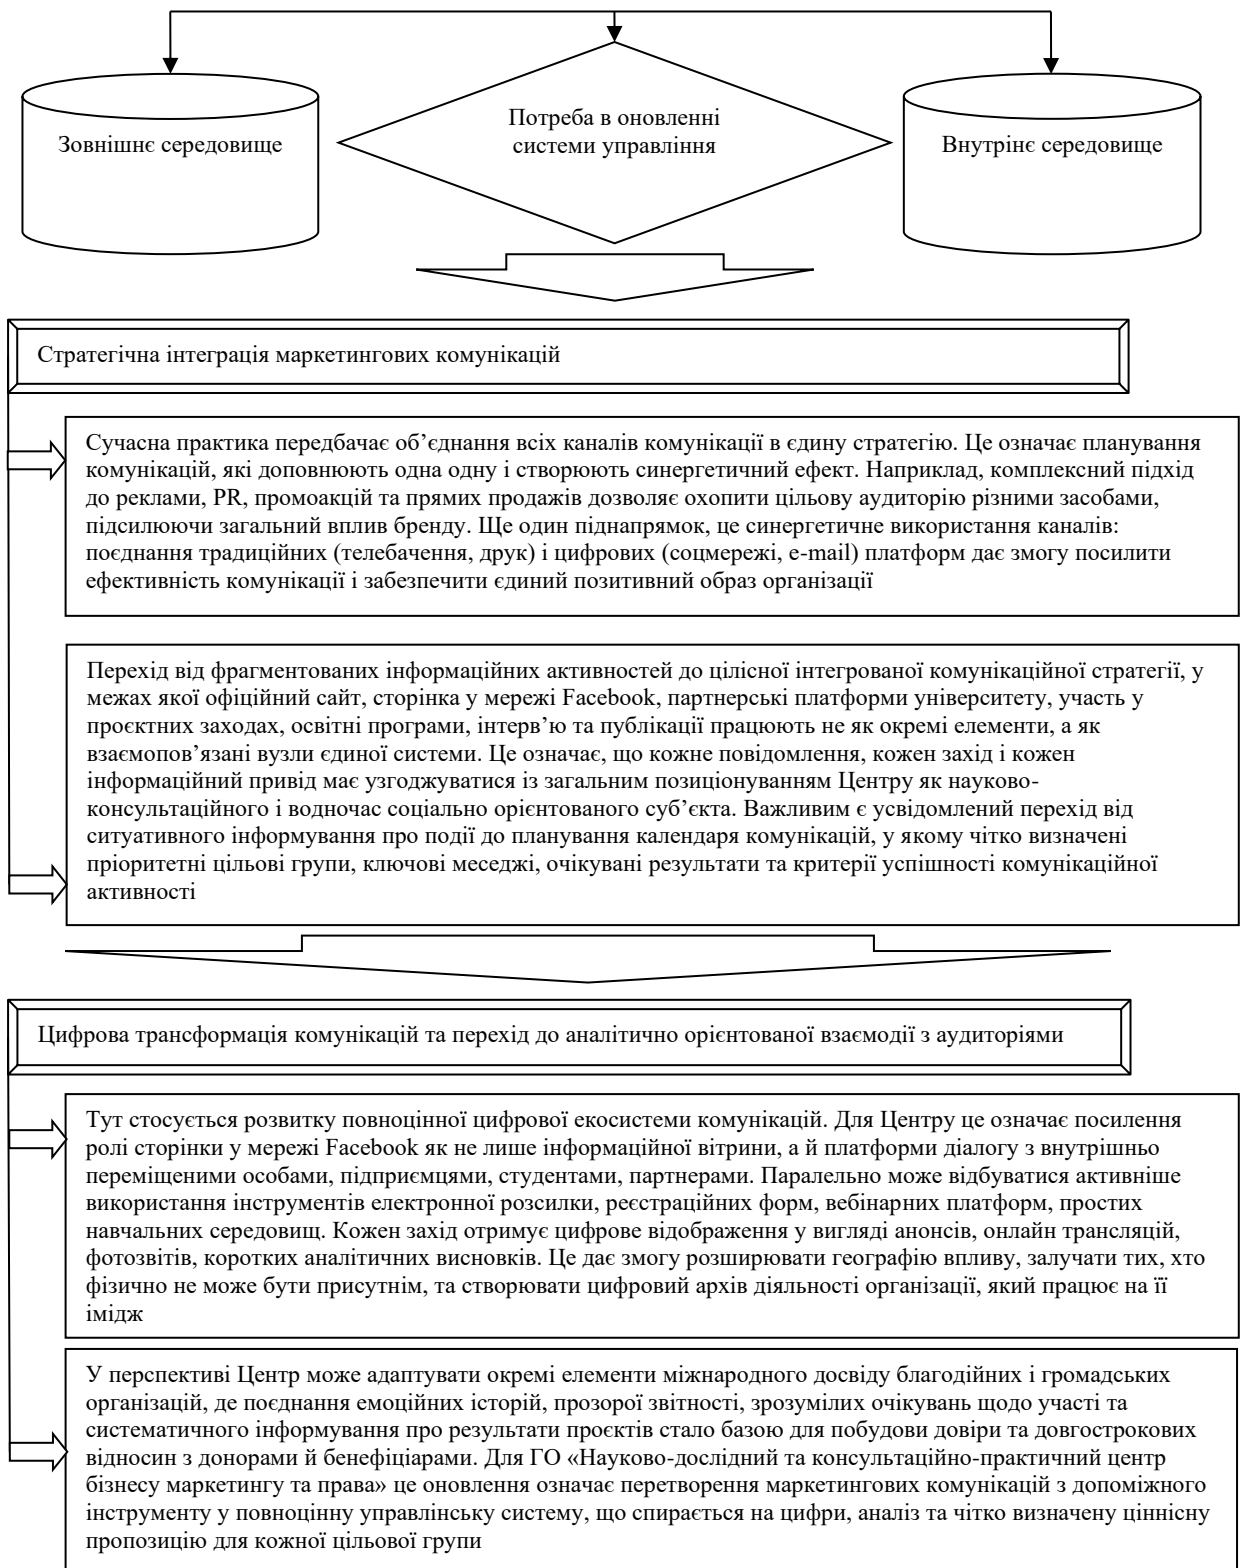 Зовнішнє середовище
Потреба в оновленні
системи управління
Внутрінє середовище
Стратегічна інтеграція маркетингових комунікацій
Сучасна практика передбачає об’єднання всіх каналів комунікації в єдину стратегію. Це означає планування
комунікацій, які доповнюють одна одну і створюють синергетичний ефект. Наприклад, комплексний підхід
до реклами, PR, промоакцій та прямих продажів дозволяє охопити цільову аудиторію різними засобами,
підсилюючи загальний вплив бренду. Ще один піднапрямок, це синергетичне використання каналів:
поєднання традиційних (телебачення, друк) і цифрових (соцмережі, e-mail) платформ дає змогу посилити
ефективність комунікації і забезпечити єдиний позитивний образ організації
Перехід від фрагментованих інформаційних активностей до цілісної інтегрованої комунікаційної стратегії, у
межах якої офіційний сайт, сторінка у мережі Facebook, партнерські платформи університету, участь у
проєктних заходах, освітні програми, інтерв’ю та публікації працюють не як окремі елементи, а як
взаємопов’язані вузли єдиної системи. Це означає, що кожне повідомлення, кожен захід і кожен
інформаційний привід має узгоджуватися із загальним позиціонуванням Центру як науково-
консультаційного і водночас соціально орієнтованого суб’єкта. Важливим є усвідомлений перехід від
ситуативного інформування про події до планування календаря комунікацій, у якому чітко визначені
пріоритетні цільові групи, ключові меседжі, очікувані результати та критерії успішності комунікаційної
активності
Цифрова трансформація комунікацій та перехід до аналітично орієнтованої взаємодії з аудиторіями
Тут стосується розвитку повноцінної цифрової екосистеми комунікацій. Для Центру це означає посилення
ролі сторінки у мережі Facebook як не лише інформаційної вітрини, а й платформи діалогу з внутрішньо
переміщеними особами, підприємцями, студентами, партнерами. Паралельно може відбуватися активніше
використання інструментів електронної розсилки, реєстраційних форм, вебінарних платформ, простих
навчальних середовищ. Кожен захід отримує цифрове відображення у вигляді анонсів, онлайн трансляцій,
фотозвітів, коротких аналітичних висновків. Це дає змогу розширювати географію впливу, залучати тих, хто
фізично не може бути присутнім, та створювати цифровий архів діяльності організації, який працює на її
імідж
У перспективі Центр може адаптувати окремі елементи міжнародного досвіду благодійних і громадських
організацій, де поєднання емоційних історій, прозорої звітності, зрозумілих очікувань щодо участі та
систематичного інформування про результати проєктів стало базою для побудови довіри та довгострокових
відносин з донорами й бенефіціарами. Для ГО «Науково-дослідний та консультаційно-практичний центр
бізнесу маркетингу та права» це оновлення означає перетворення маркетингових комунікацій з допоміжного
інструменту у повноцінну управлінську систему, що спирається на цифри, аналіз та чітко визначену ціннісну
пропозицію для кожної цільової групи